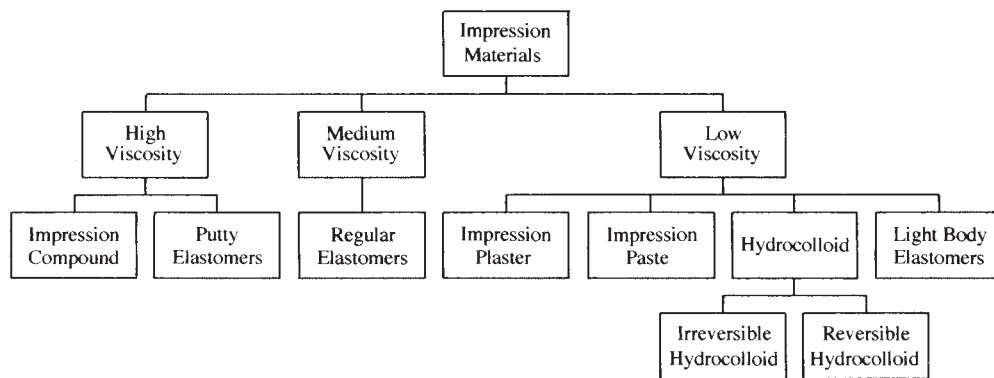 Impression
Materials
High
Viscosity
Medium
Viscosity
Low
Viscosity
Impression
Compound
Putty
Elastomers
Regular
Elastomers
Impression
Plaster
Impression
Paste
Hydrocolloid
Light Body
Elastomers
Irreversible
Hydrocolloid
Reversible
Hydrocolloid